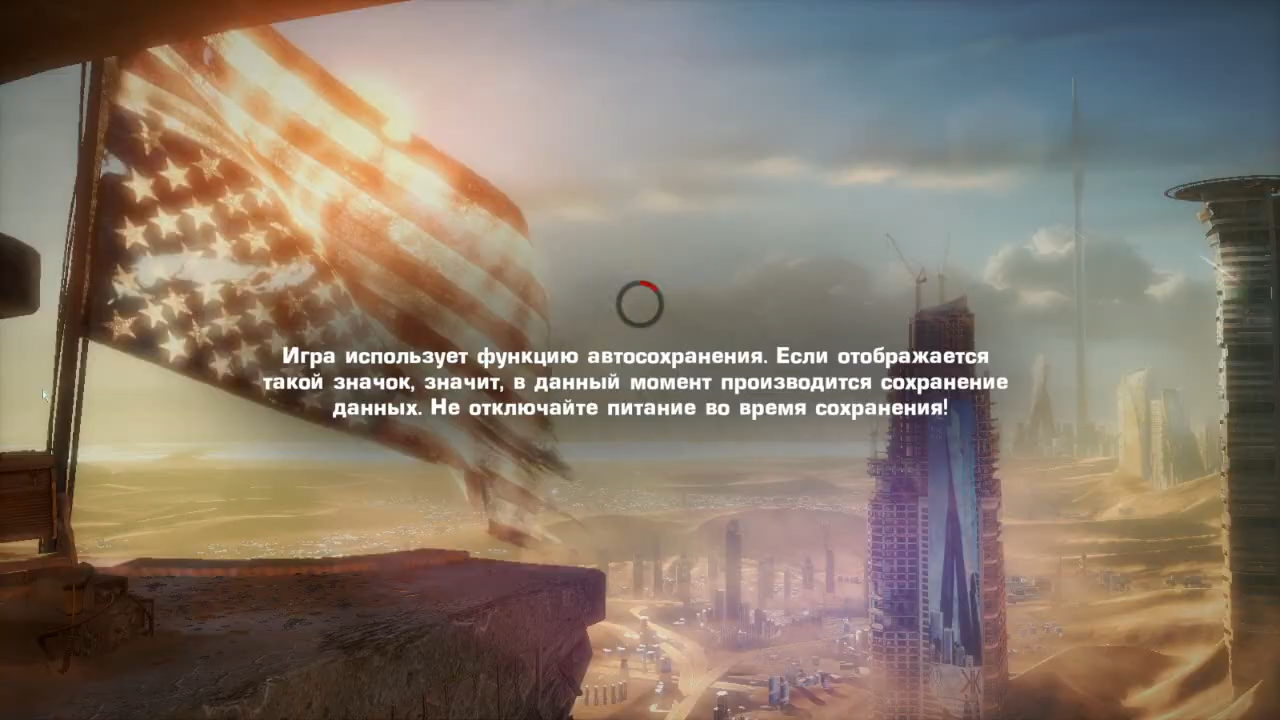 Игра использует функцию автосохранения. Если отображается
такой значок, значит, в данный момент производится сохранение
данных. Не отключайте питание во время сохранения!